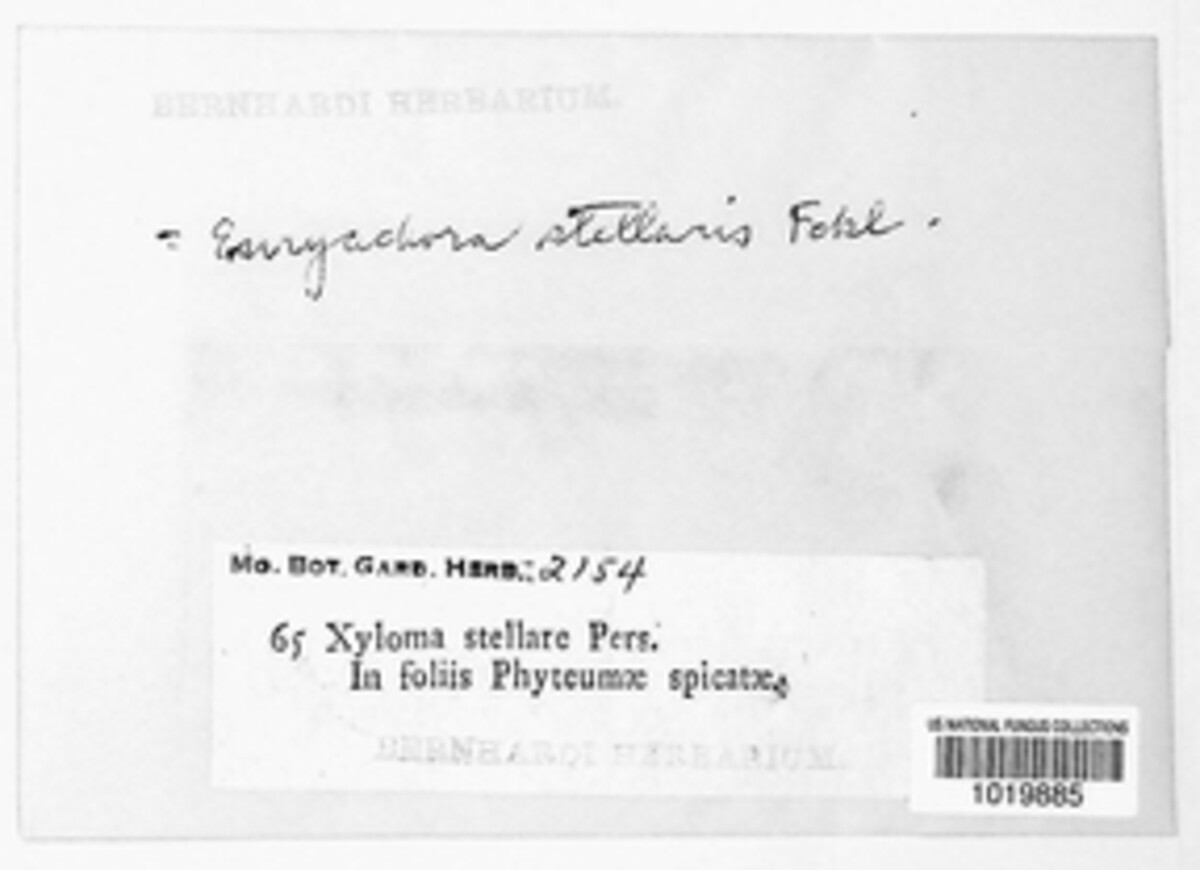 BERNHARDI HERBARIUM.
= Euryachora stellaris Fckl.
MO. BOT. GARD. HERB.: 2154
65 Xyloma stellare Pers.
In foliis Phyteumæ spicatæ.
BERNHARDI HERBARIUM.
US NATIONAL FUNGUS COLLECTIONS
1019885